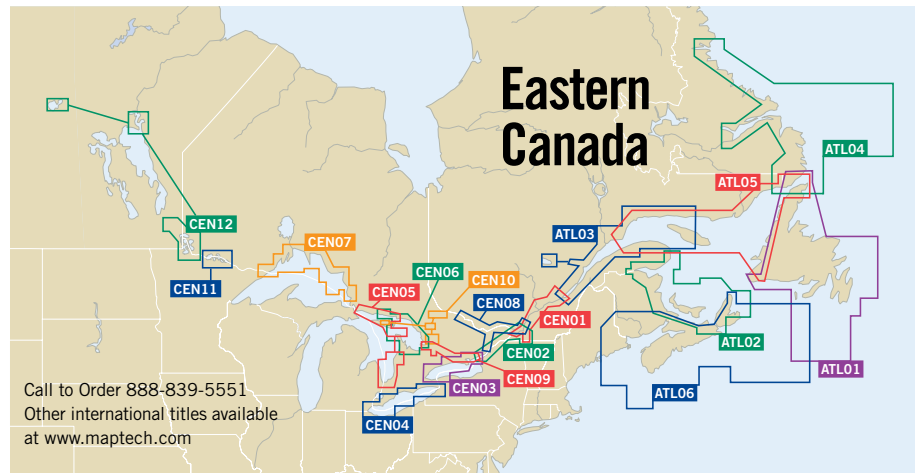 Eastern
Canada
ATL04
ATL05
CEN12
ATL03
CEN07
CEN06
CEN10
CEN11
CEN05
CEN08
CEN01
ATL02
CEN02
ATL01
CEN09
CEN03
ATL06
CEN04
Call to Order 888-839-5551
Other international titles available
at www.maptech.com